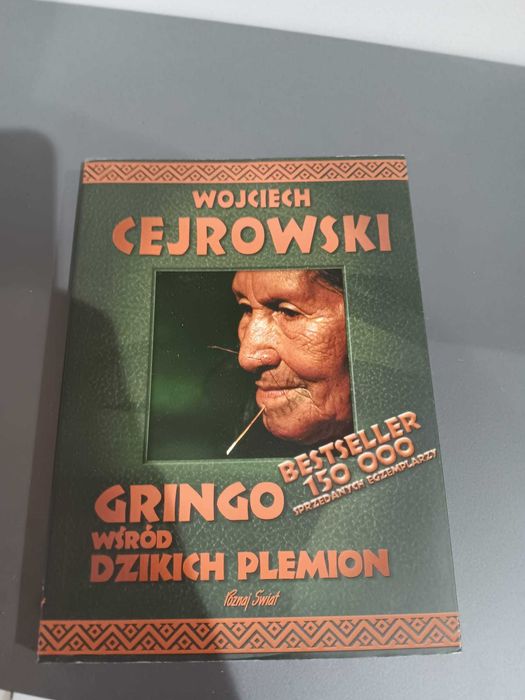 WOJCIECH
CEJROWSKI
BESTSELLER
150 000
SPRZEDANYCH EGZEMPLARZY
GRINGO
WŚRÓD
DZIKICH PLEMION
Poznaj Świat